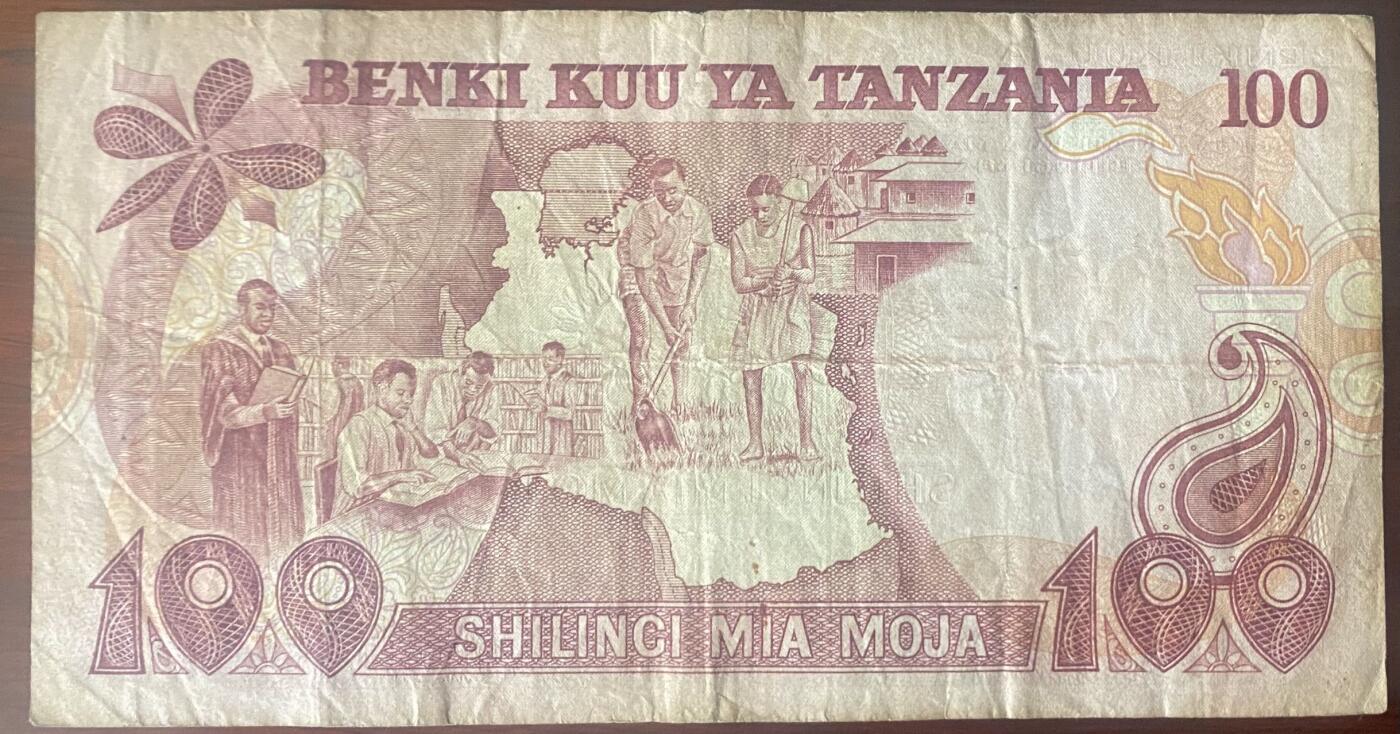 BENKI KUU YA TANZANIA 100
100 SHILINGI MIA MOJA 100